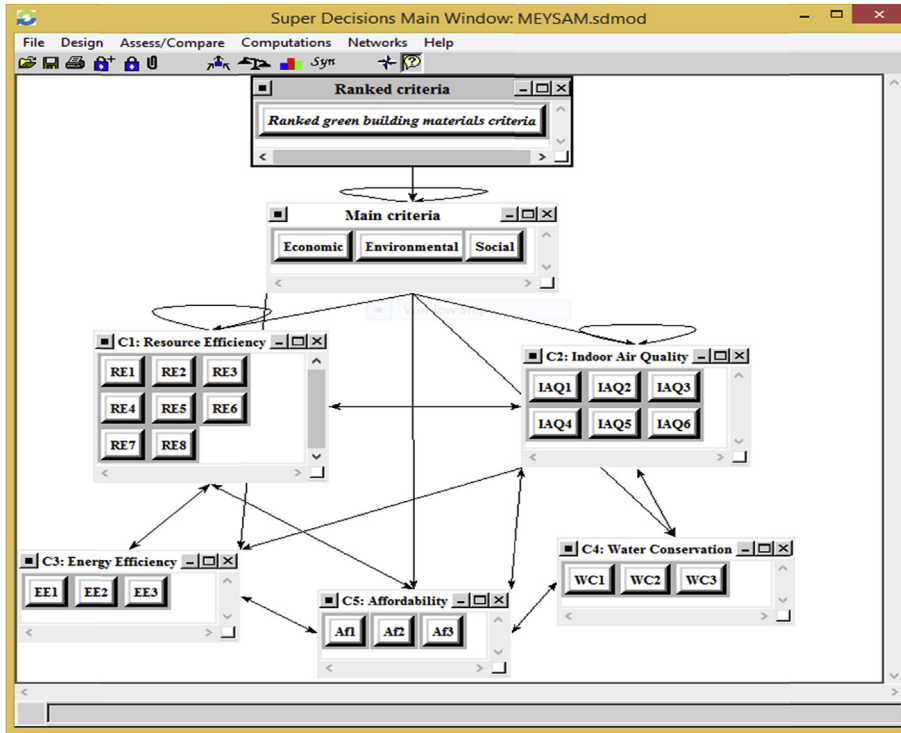 Super Decisions Main Window: MEYSAM.sdmod
File Design Assess/Compare Computations Networks Help
Syn
Ranked criteria
Ranked green building materials criteria
Main criteria
Economic Environmental Social
C1: Resource Efficiency
RE1 RE2 RE3
RE4 RE5 RE6
RE7 RE8
C2: Indoor Air Quality
IAQ1 IAQ2 IAQ3
IAQ4 IAQ5 IAQ6
C3: Energy Efficiency
EE1 EE2 EE3
C4: Water Conservation
WC1 WC2 WC3
C5: Affordability
Af1 Af2 Af3